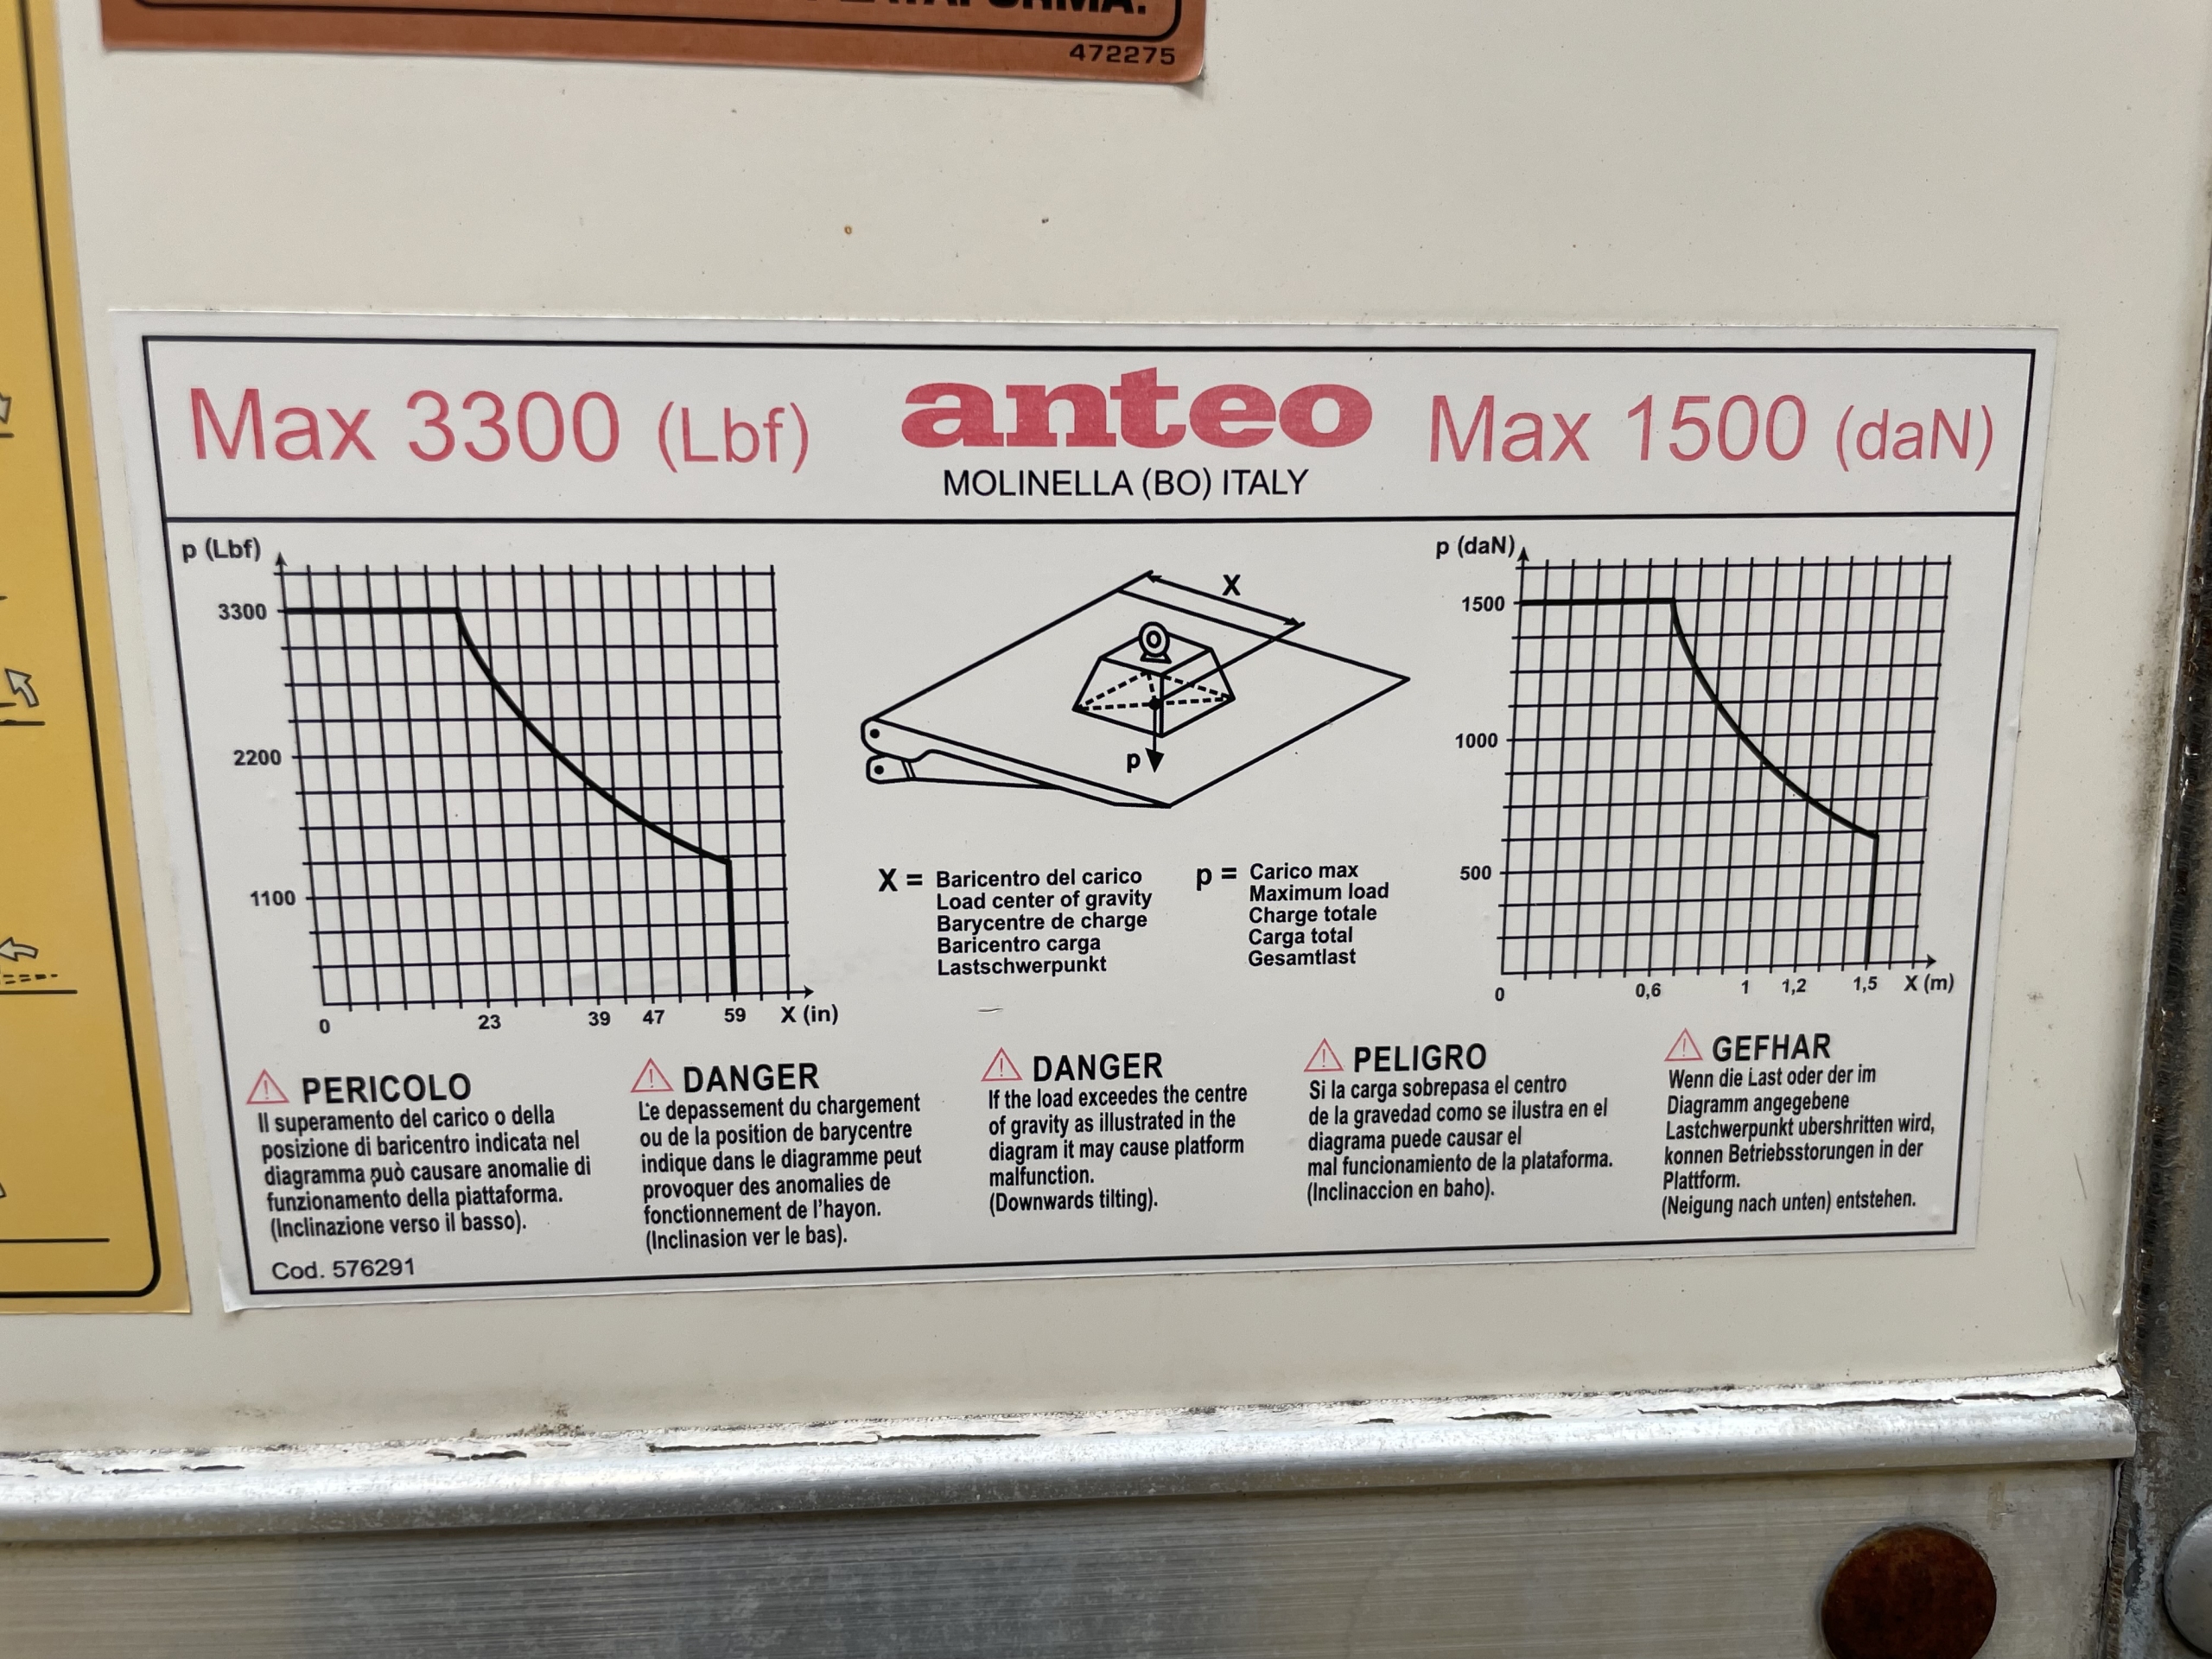 472275
Max 3300 (Lbf)
anteo
MOLINELLA (BO) ITALY
Max 1500 (daN)
p (Lbf)
3300
2200
1100
0
23
39
47
59
X (in)
X
p
X =
Baricentro del carico
Load center of gravity
Barycentre de charge
Baricentro carga
Lastschwerpunkt
p =
Carico max
Maximum load
Charge totale
Carga total
Gesamtlast
p (daN)
1500
1000
500
0
0,6
1
1,2
1,5
X (m)
PERICOLO
Il superamento del carico o della
posizione di baricentro indicata nel
diagramma può causare anomalie di
funzionamento della piattaforma.
(Inclinazione verso il basso).
DANGER
Le depassement du chargement
ou de la position de barycentre
indique dans le diagramme peut
provoquer des anomalies de
fonctionnement de l'hayon.
(Inclinasion ver le bas).
DANGER
If the load exceedes the centre
of gravity as illustrated in the
diagram it may cause platform
malfunction.
(Downwards tilting).
PELIGRO
Si la carga sobrepasa el centro
de la gravedad como se ilustra en el
diagrama puede causar el
mal funcionamiento de la plataforma.
(Inclinaccion en baho).
GEFHAR
Wenn die Last oder der im
Diagramm angegebene
Lastchwerpunkt ubershritten wird,
konnen Betriebsstorungen in der
Plattform.
(Neigung nach unten) entstehen.
Cod. 576291